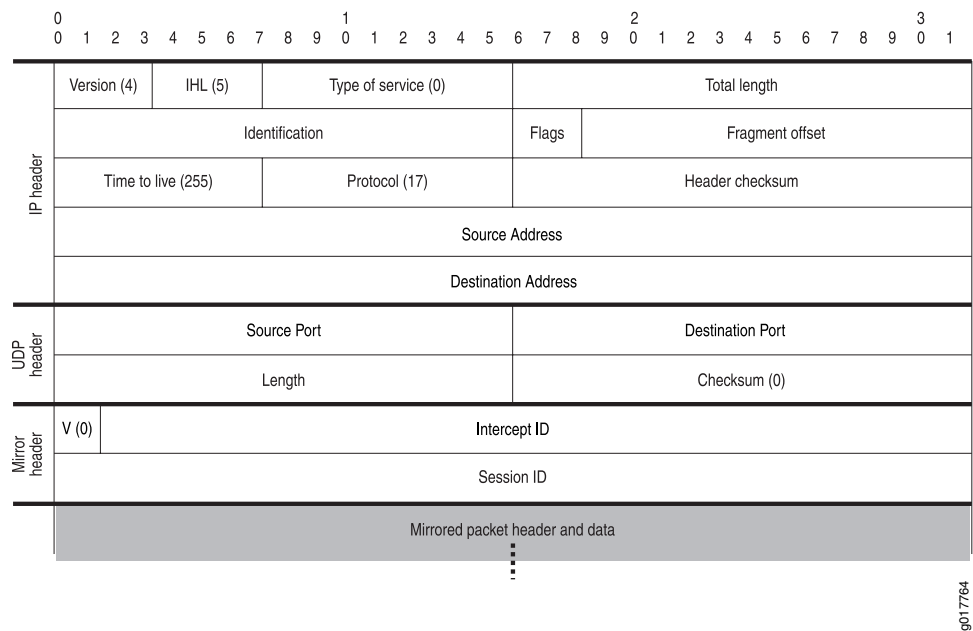 0 1 2 3
0 1 2 3 4 5 6 7 8 9 0 1 2 3 4 5 6 7 8 9 0 1 2 3 4 5 6 7 8 9 0 1
IP header
Version (4) IHL (5) Type of service (0) Total length
Identification Flags Fragment offset
Time to live (255) Protocol (17) Header checksum
Source Address
Destination Address
UDP
header
Source Port Destination Port
Length Checksum (0)
Mirror
header
V (0) Intercept ID
Session ID
Mirrored packet header and data
g017764